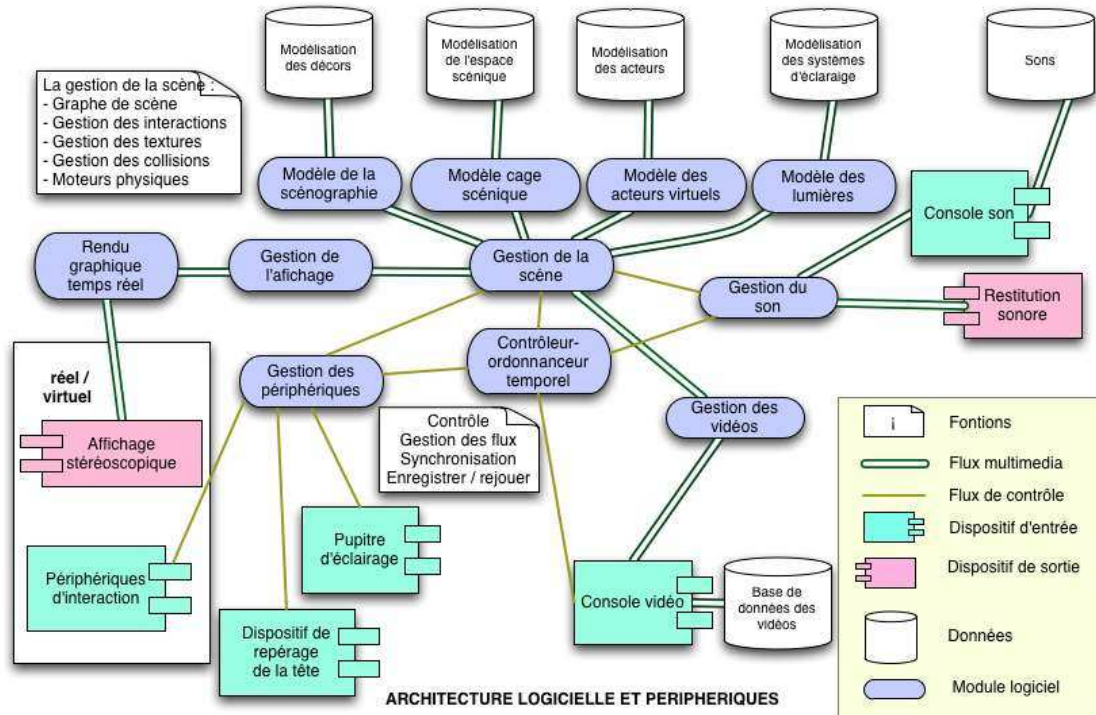 Modélisation
des décors
Modélisation
de l'espace
scénique
Modélisation
des acteurs
Modélisation
des systèmes
d'éclaraige
Sons
La gestion de la scène :
- Graphe de scène
- Gestion des interactions
- Gestion des textures
- Gestion des collisions
- Moteurs physiques
Modèle de la
scénographie
Modèle cage
scénique
Modèle des
acteurs virtuels
Modèle des
lumières
Console son
Rendu
graphique
temps réel
Gestion de
l'afichage
Gestion de la
scène
Gestion du
son
Restitution
sonore
réel /
virtuel
Gestion des
périphériques
Contrôleur-
ordonnanceur
temporel
Gestion des
vidéos
Affichage
stéréoscopique
Contrôle
Gestion des flux
Synchronisation
Enregistrer / rejouer
Périphériques
d'interaction
Pupitre
d'éclairage
Dispositif de
repérage
de la tête
Console vidéo
Base de
données des
vidéos
i
Fontions
Flux multimedia
Flux de contrôle
Dispositif d'entrée
Dispositif de sortie
Données
Module logiciel
ARCHITECTURE LOGICIELLE ET PERIPHERIQUES